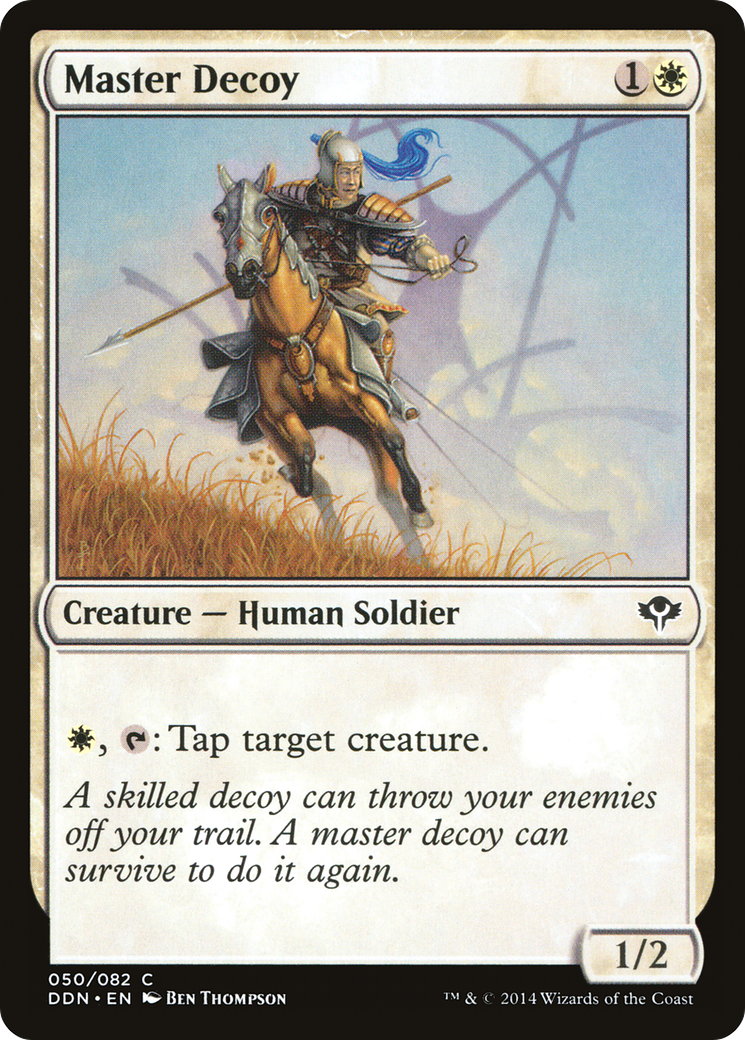 Master Decoy 1
Creature — Human Soldier
, : Tap target creature.
A skilled decoy can throw your enemies
off your trail. A master decoy can
survive to do it again.
1/2
050/082 C
DDN • EN Ben Thompson
™ & © 2014 Wizards of the Coast